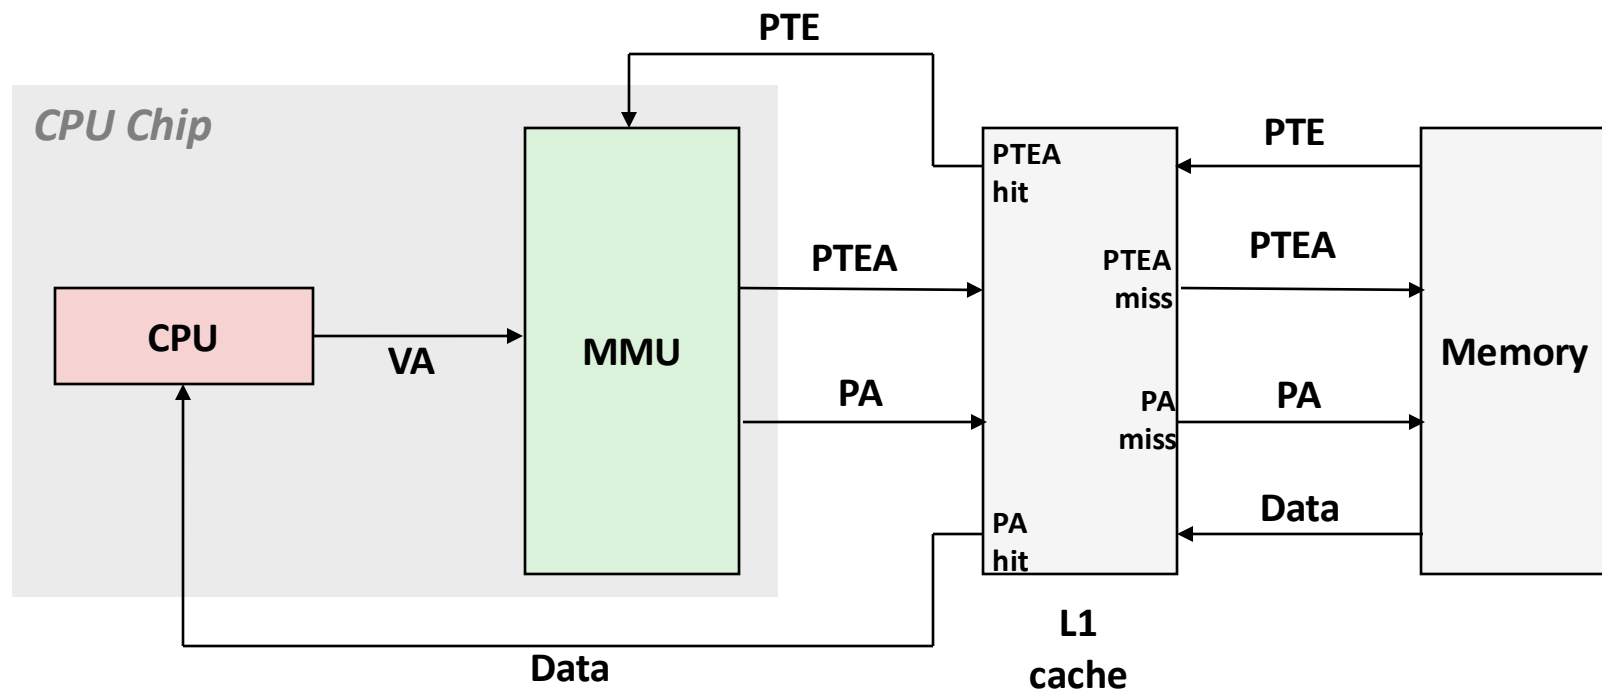 PTE
CPU Chip
PTEA
hit
PTE
PTEA
PTEA
miss
PTEA
CPU
VA
MMU
Memory
PA
PA
miss
PA
PA
hit
Data
Data
L1
cache